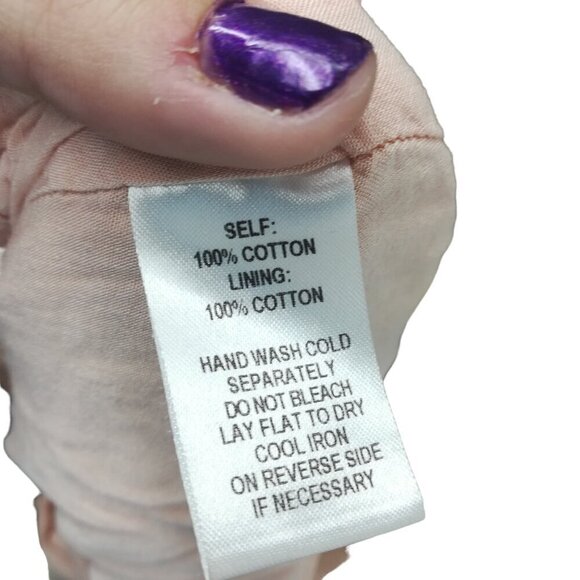 SELF:
100% COTTON
LINING:
100% COTTON
HAND WASH COLD
SEPARATELY
DO NOT BLEACH
LAY FLAT TO DRY
COOL IRON
ON REVERSE SIDE
IF NECESSARY